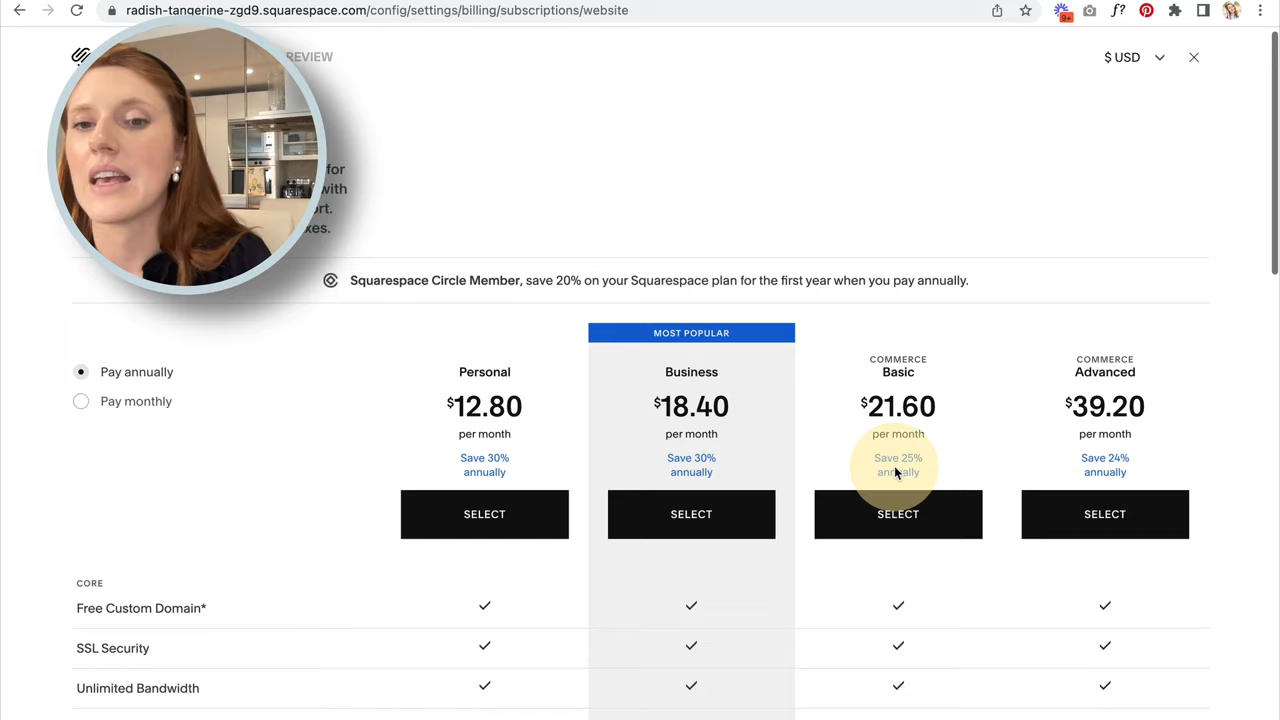 radish-tangerine-zgd9.squarespace.com/config/settings/billing/subscriptions/website
9+
f?
REVIEW
$ USD
for
with
ort.
xes.
Squarespace Circle Member, save 20% on your Squarespace plan for the first year when you pay annually.
MOST POPULAR
Pay annually
Pay monthly
Personal
$12.80
per month
Save 30%
annually
SELECT
Business
$18.40
per month
Save 30%
annually
SELECT
COMMERCE
Basic
$21.60
per month
Save 25%
annually
SELECT
COMMERCE
Advanced
$39.20
per month
Save 24%
annually
SELECT
CORE
Free Custom Domain*
SSL Security
Unlimited Bandwidth